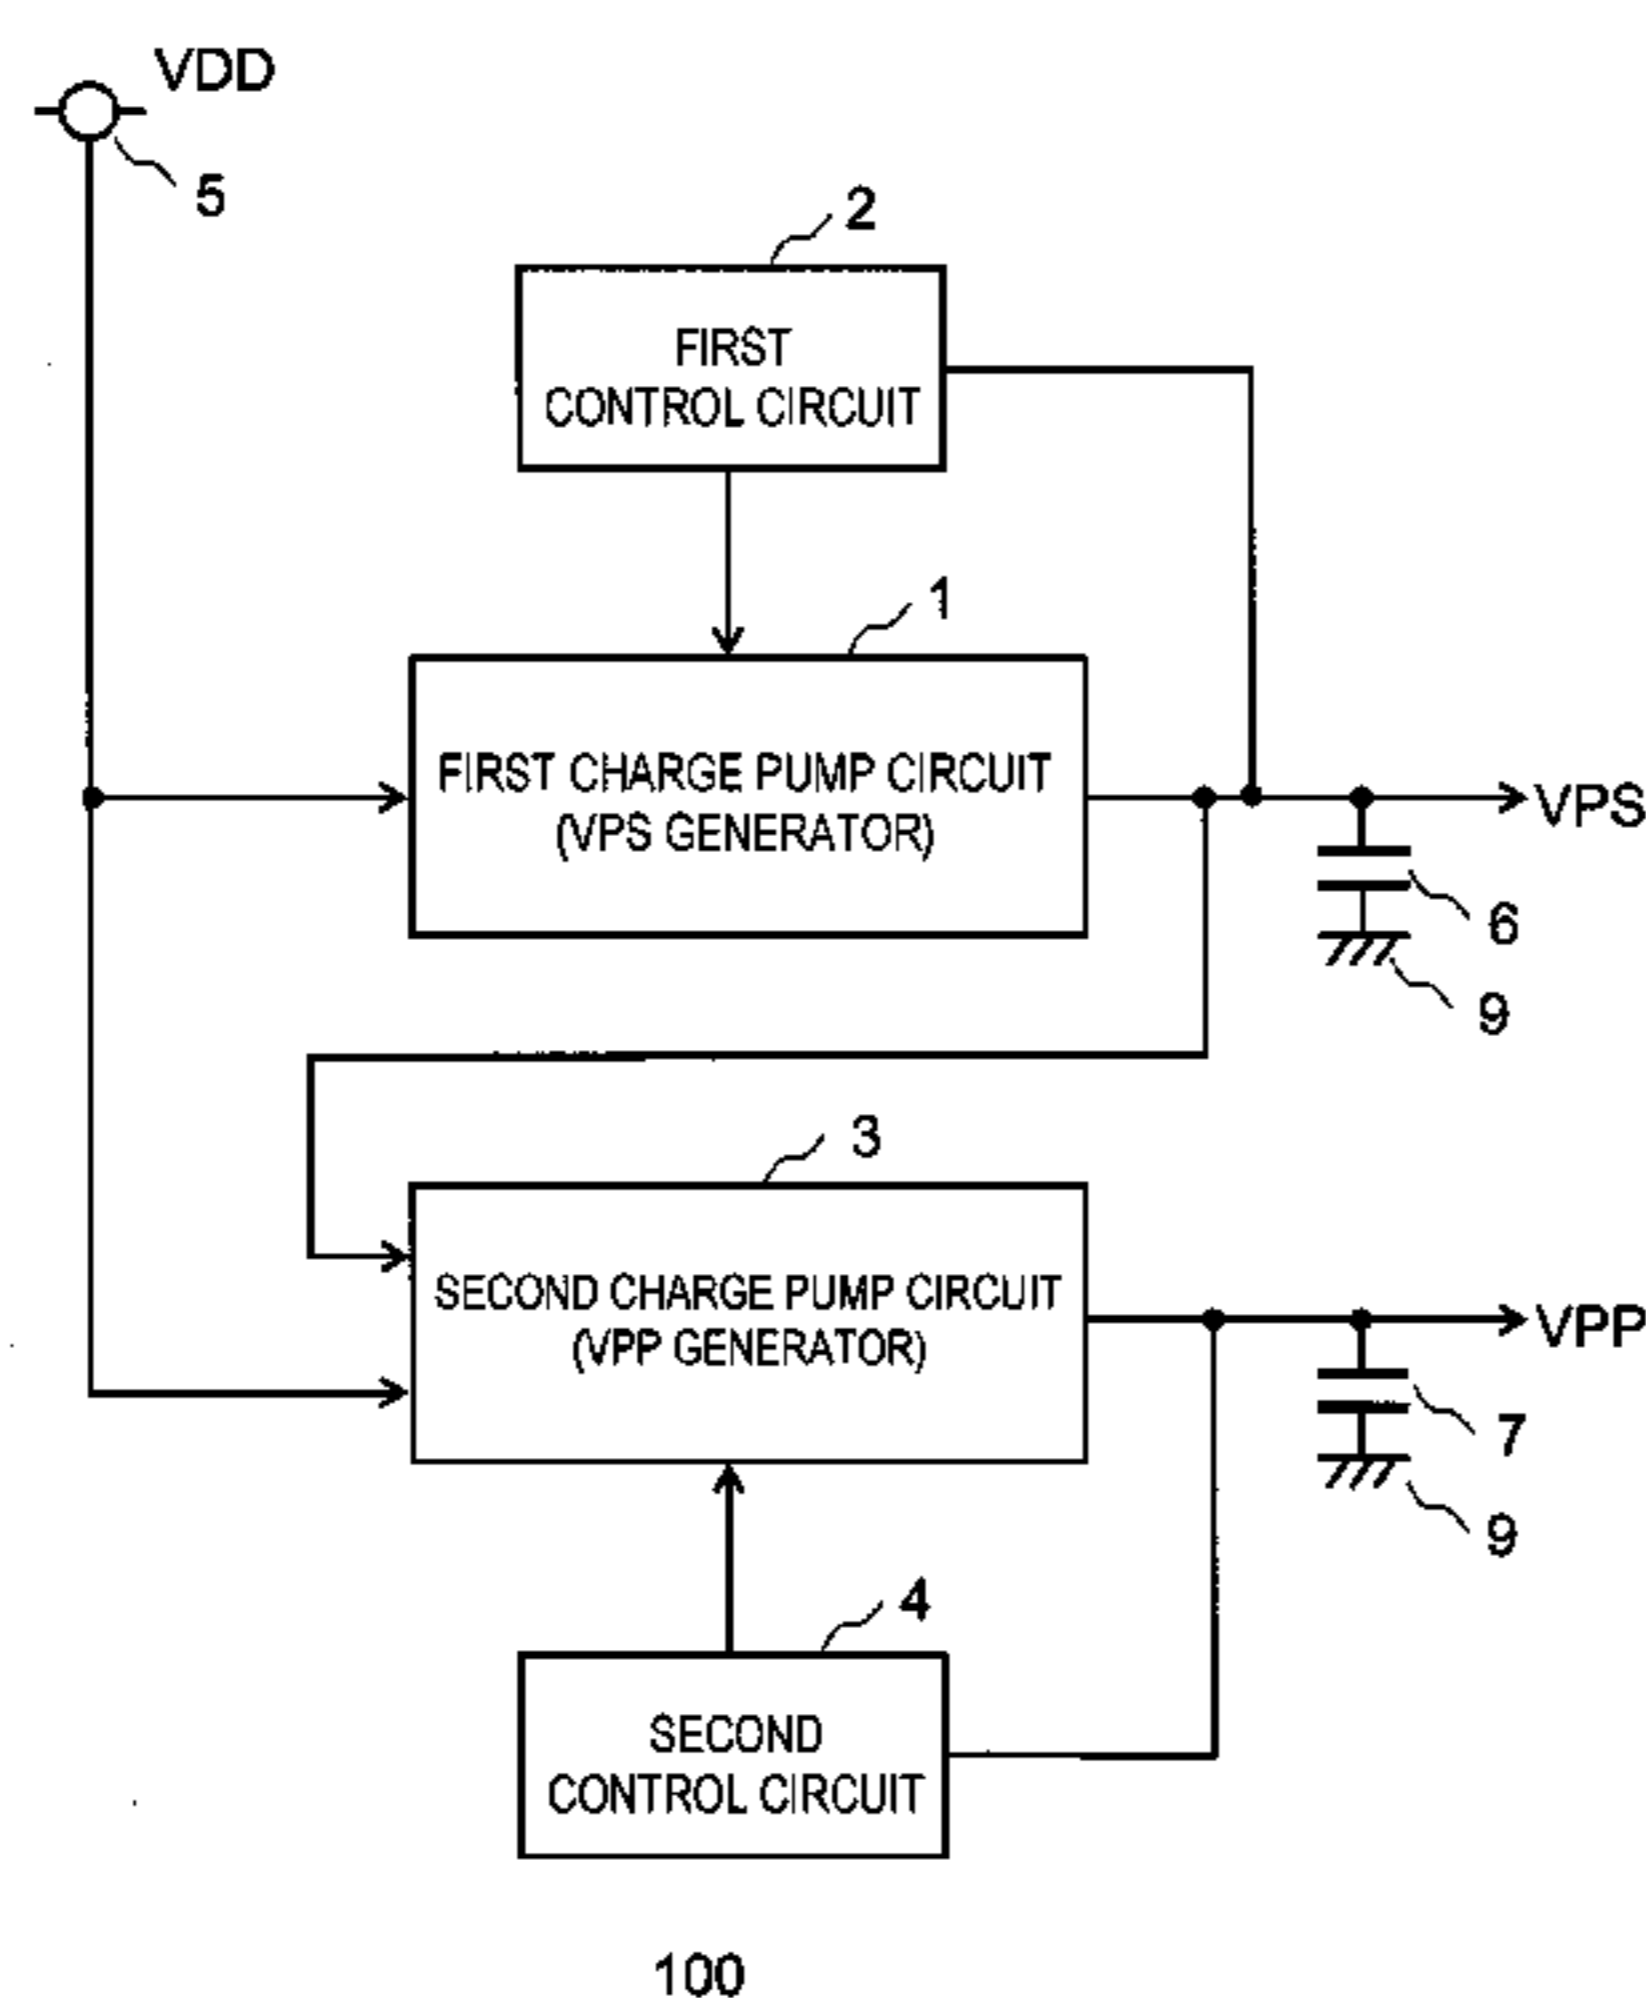 VDD
5
2
FIRST
CONTROL CIRCUIT
1
FIRST CHARGE PUMP CIRCUIT
(VPS GENERATOR)
VPS
6
9
3
SECOND CHARGE PUMP CIRCUIT
(VPP GENERATOR)
VPP
7
9
4
SECOND
CONTROL CIRCUIT
100